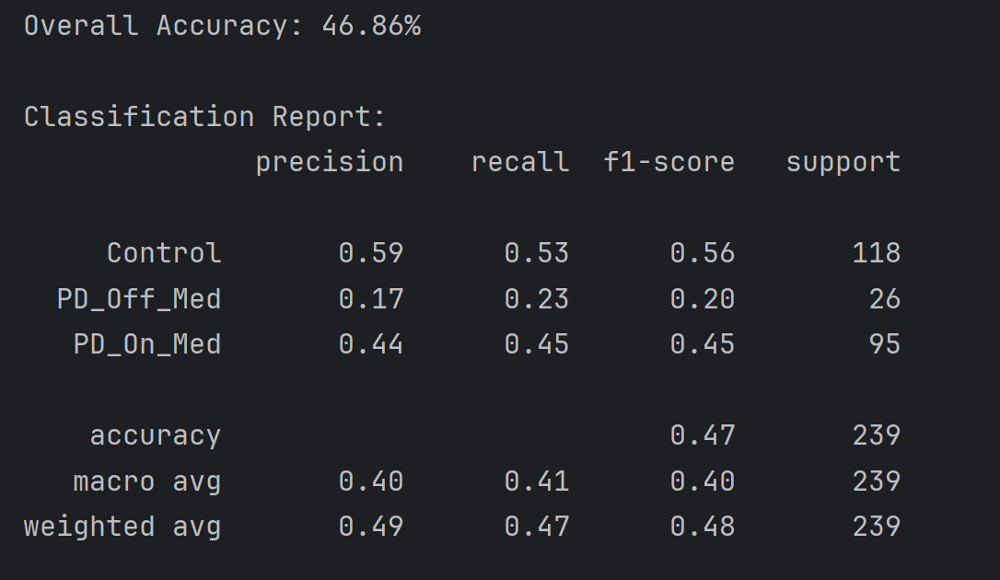 Overall Accuracy: 46.86%
Classification Report:
precision recall f1-score support
Control 0.59 0.53 0.56 118
PD_Off_Med 0.17 0.23 0.20 26
PD_On_Med 0.44 0.45 0.45 95
accuracy 0.47 239
macro avg 0.40 0.41 0.40 239
weighted avg 0.49 0.47 0.48 239